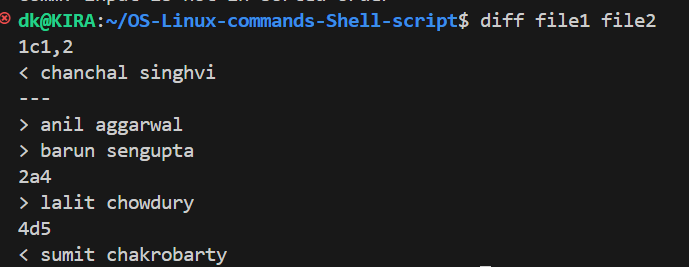 dk@KIRA:~/OS-Linux-commands-Shell-script$ diff file1 file2
1c1,2
< chanchal singhvi
---
> anil aggarwal
> barun sengupta
2a4
> lalit chowdury
4d5
< sumit chakrobarty